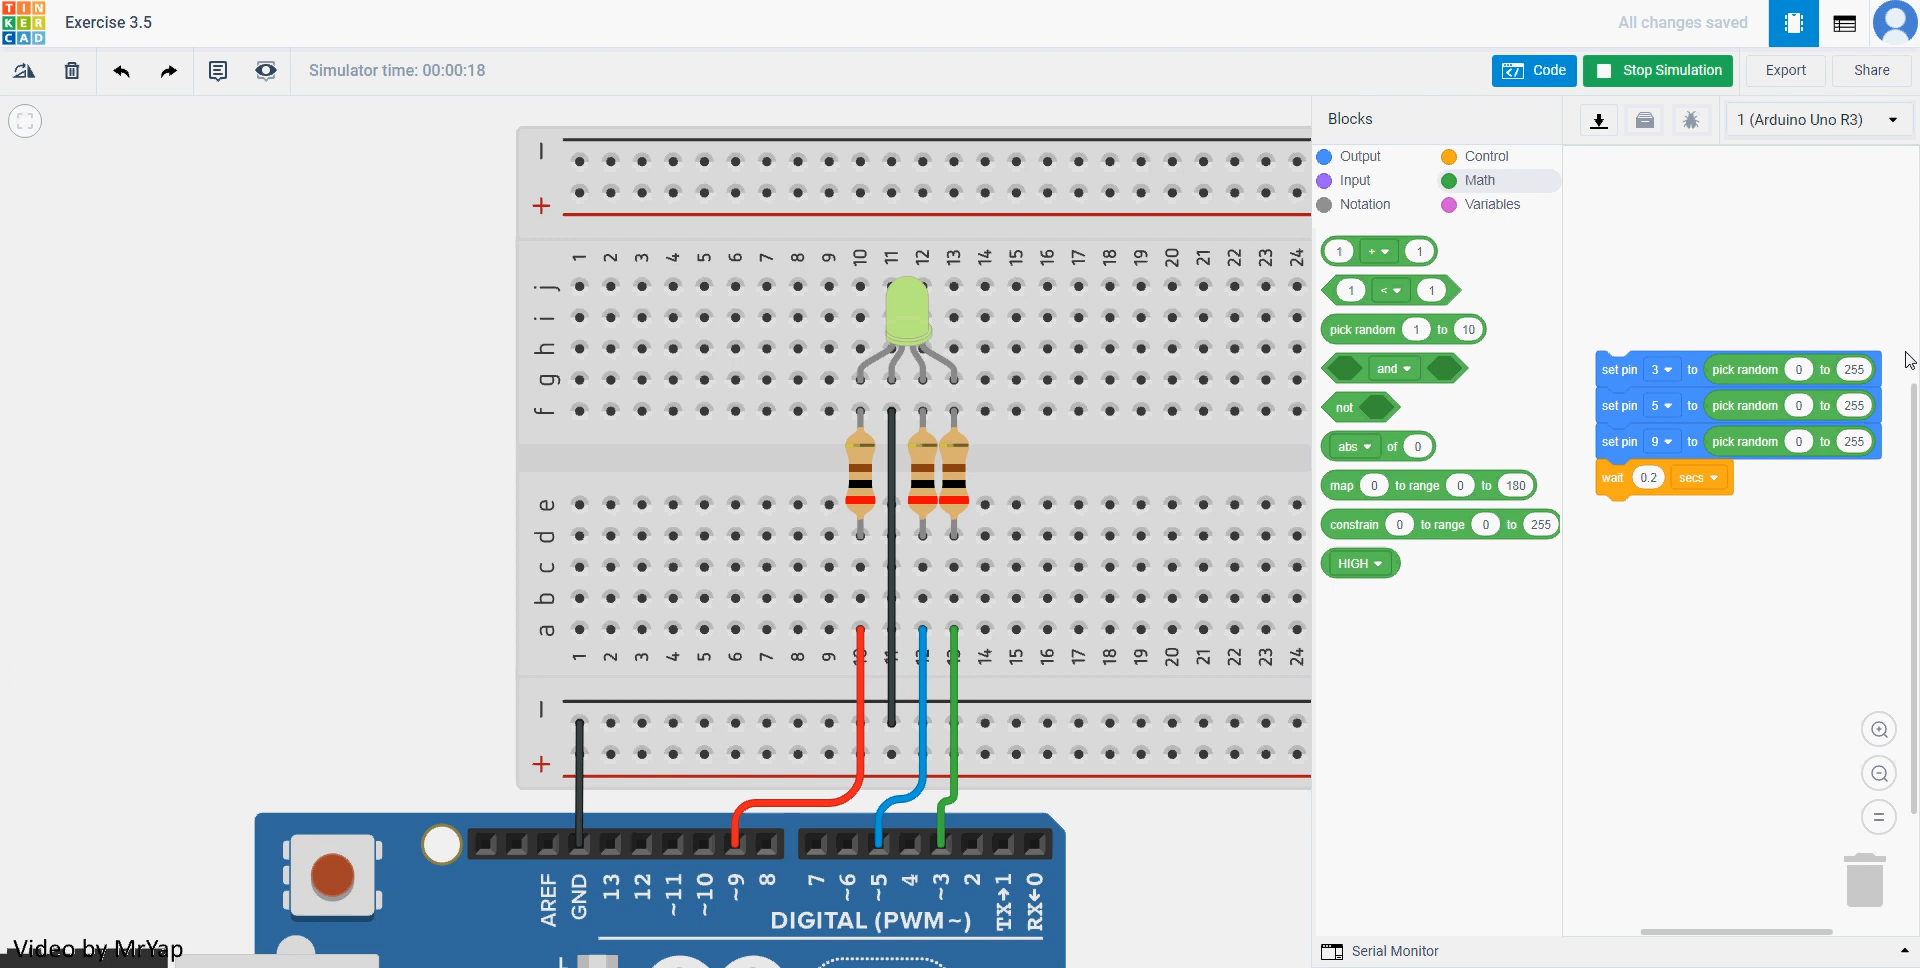 TIN
KER
CAD
Exercise 3.5
All changes saved
Simulator time: 00:00:18
Code
Stop Simulation
Export
Share
Blocks
1 (Arduino Uno R3)
Output
Control
Input
Math
Notation
Variables
1 + 1
1 < 1
pick random 1 to 10
and
not
abs of 0
map 0 to range 0 to 180
constrain 0 to range 0 to 255
HIGH
set pin 3 to pick random 0 to 255
set pin 5 to pick random 0 to 255
set pin 9 to pick random 0 to 255
wait 0.2 secs
1 2 3 4 5 6 7 8 9 10 11 12 13 14 15 16 17 18 19 20 21 22 23 24
j
i
h
g
f
e
d
c
b
a
1 2 3 4 5 6 7 8 9 10 11 12 13 14 15 16 17 18 19 20 21 22 23 24
AREF GND 13 12 ~11 ~10 ~9 8 7 ~6 ~5 4 ~3 2 TX→1 RX←0
DIGITAL (PWM ~)
Video by MrYap
Serial Monitor